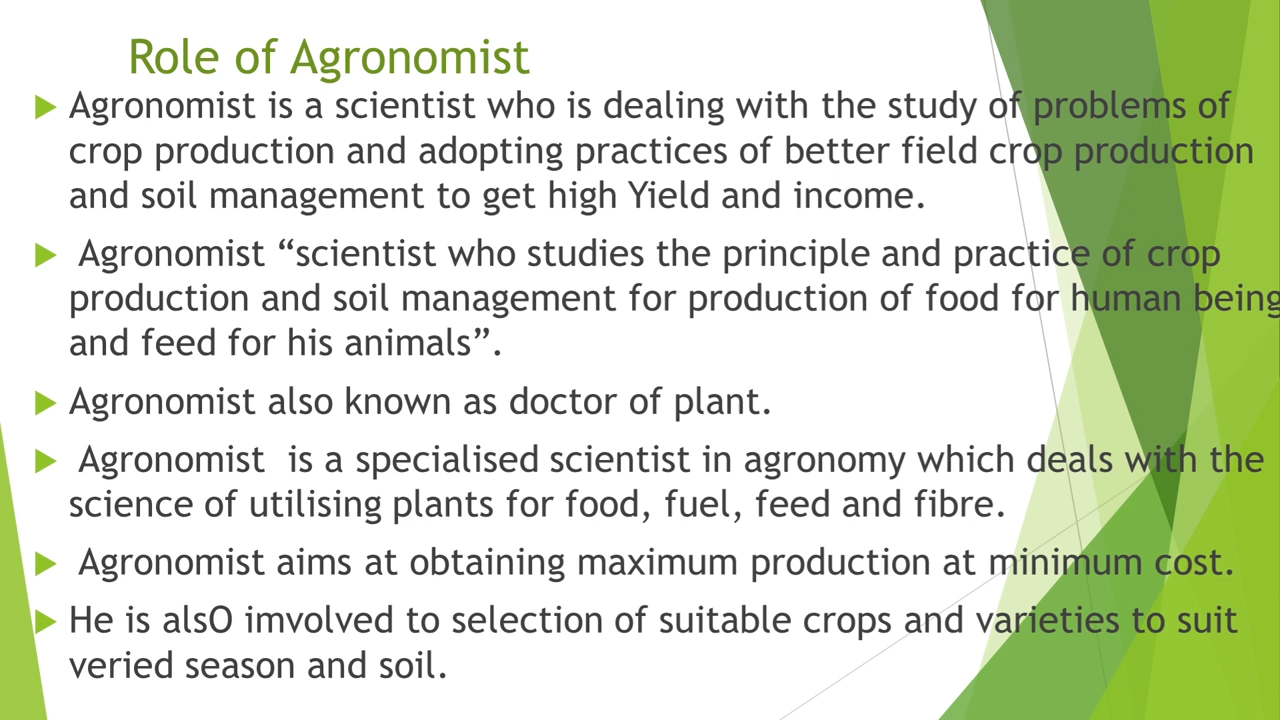 Role of Agronomist
Agronomist is a scientist who is dealing with the study of problems of
crop production and adopting practices of better field crop production
and soil management to get high Yield and income.
Agronomist “scientist who studies the principle and practice of crop
production and soil management for production of food for human being
and feed for his animals”.
Agronomist also known as doctor of plant.
Agronomist is a specialised scientist in agronomy which deals with the
science of utilising plants for food, fuel, feed and fibre.
Agronomist aims at obtaining maximum production at minimum cost.
He is alsO imvolved to selection of suitable crops and varieties to suit
veried season and soil.